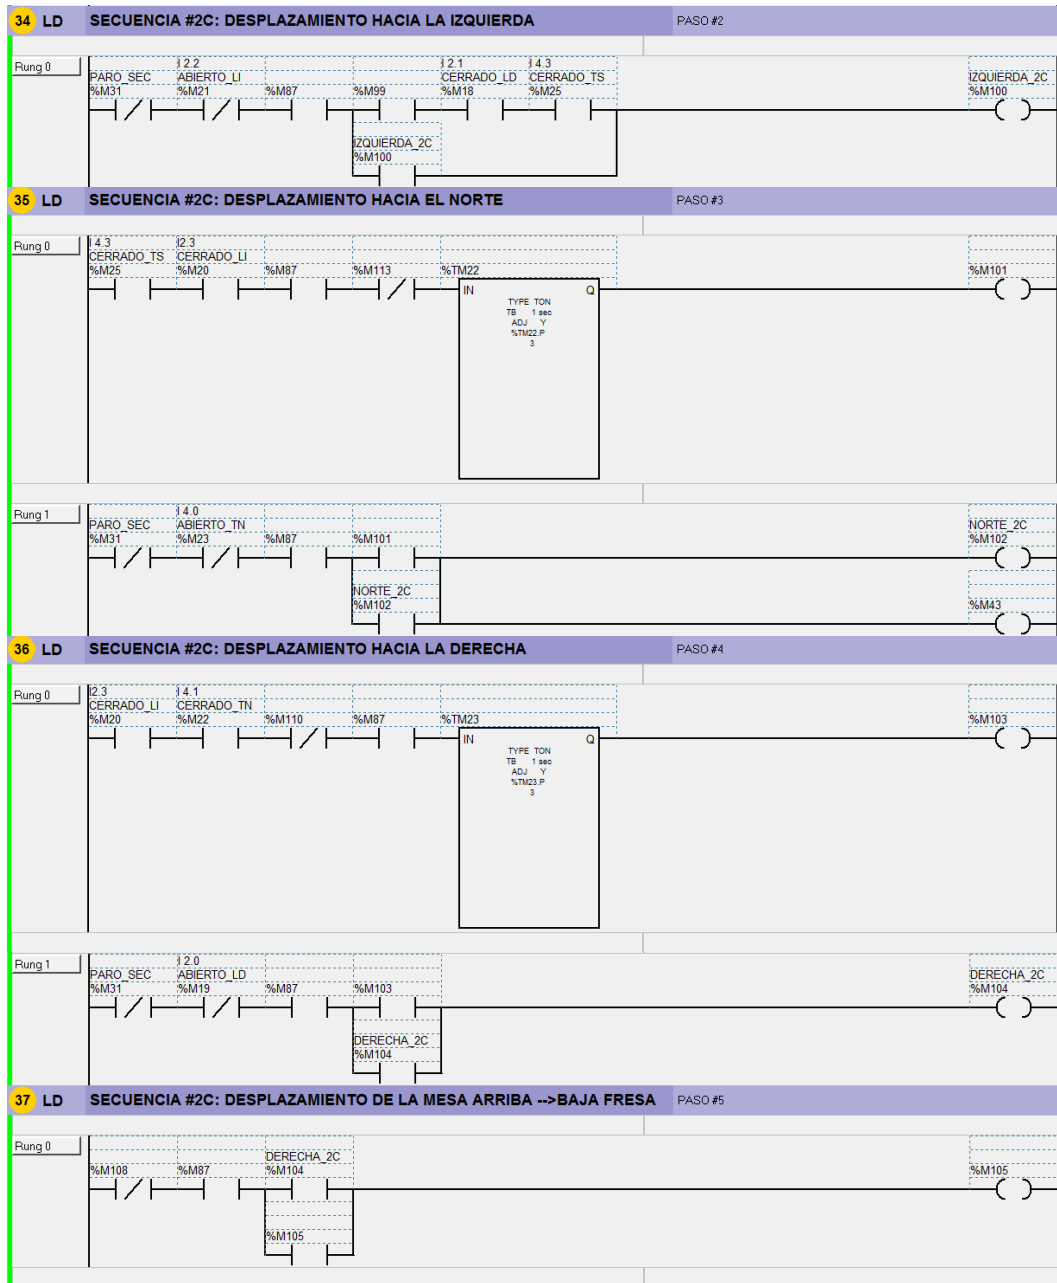 34 LD SECUENCIA #2C: DESPLAZAMIENTO HACIA LA IZQUIERDA PASO #2
Rung 0
I 2.2 I 2.1 I 4.3
PARO_SEC ABIERTO_LI CERRADO_LD CERRADO_TS IZQUIERDA_2C
%M31 %M21 %M87 %M99 %M18 %M25 %M100
IZQUIERDA_2C
%M100
35 LD SECUENCIA #2C: DESPLAZAMIENTO HACIA EL NORTE PASO #3
Rung 0
I 4.3 I2.3
CERRADO_TS CERRADO_LI
%M25 %M20 %M87 %M113 %TM22 %M101
IN Q
TYPE TON
TB 1 sec
ADJ Y
%TM22.P
3
Rung 1
I 4.0
PARO_SEC ABIERTO_TN NORTE_2C
%M31 %M23 %M87 %M101 %M102
NORTE_2C
%M102 %M43
36 LD SECUENCIA #2C: DESPLAZAMIENTO HACIA LA DERECHA PASO #4
Rung 0
I2.3 I 4.1
CERRADO_LI CERRADO_TN
%M20 %M22 %M110 %M87 %TM23 %M103
IN Q
TYPE TON
TB 1 sec
ADJ Y
%TM23.P
3
Rung 1
I 2.0
PARO_SEC ABIERTO_LD DERECHA_2C
%M31 %M19 %M87 %M103 %M104
DERECHA_2C
%M104
37 LD SECUENCIA #2C: DESPLAZAMIENTO DE LA MESA ARRIBA -->BAJA FRESA PASO #5
Rung 0
DERECHA_2C
%M108 %M87 %M104 %M105
%M105